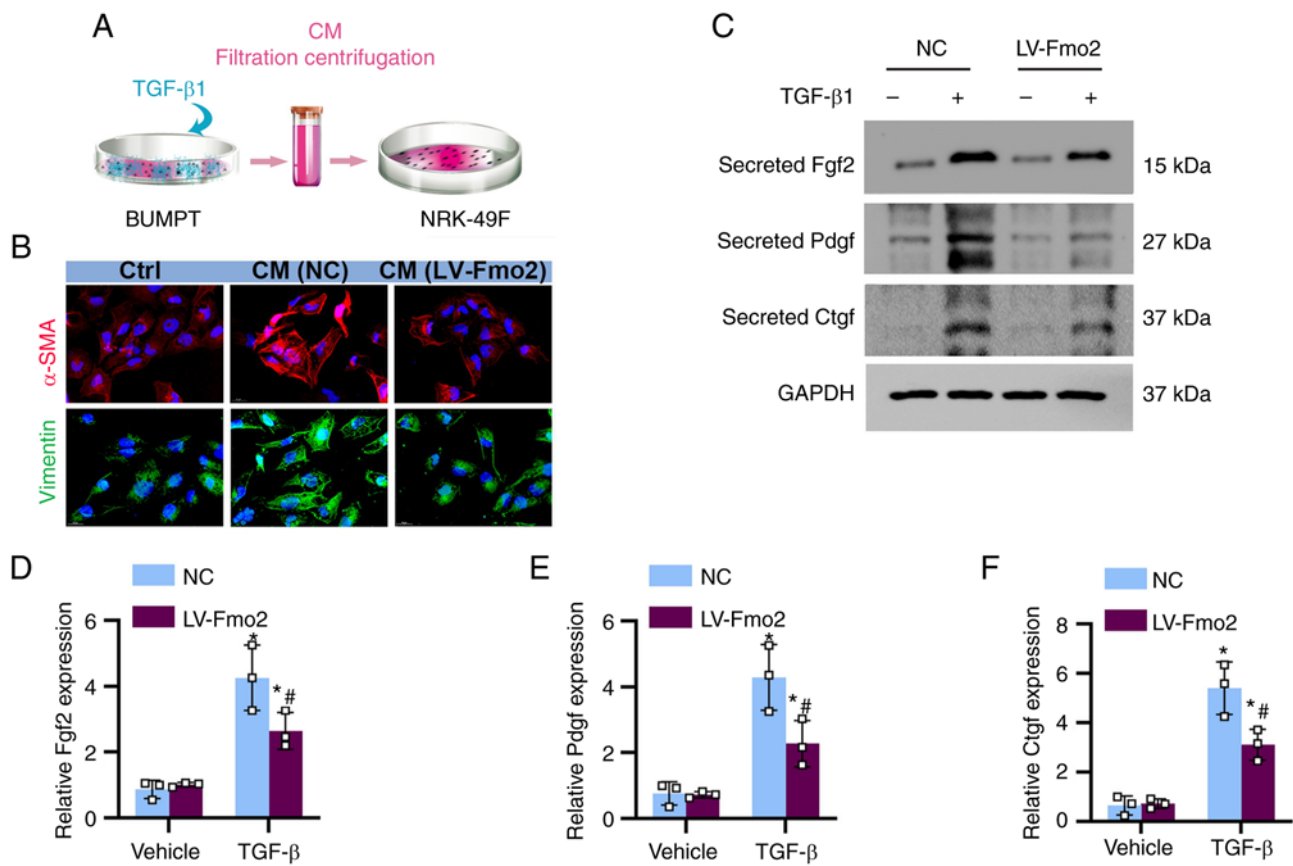 A
CM
Filtration centrifugation
TGF-β1
BUMPT
NRK-49F
B
Ctrl
CM (NC)
CM (LV-Fmo2)
α-SMA
Vimentin
C
NC
LV-Fmo2
TGF-β1
–
+
–
+
Secreted Fgf2
15 kDa
Secreted Pdgf
27 kDa
Secreted Ctgf
37 kDa
GAPDH
37 kDa
D
NC
LV-Fmo2
Relative Fgf2 expression
6
4
2
0
*
*#
Vehicle
TGF-β
E
NC
LV-Fmo2
Relative Pdgf expression
6
4
2
0
*
*#
Vehicle
TGF-β
F
NC
LV-Fmo2
Relative Ctgf expression
8
6
4
2
0
*
*#
Vehicle
TGF-β